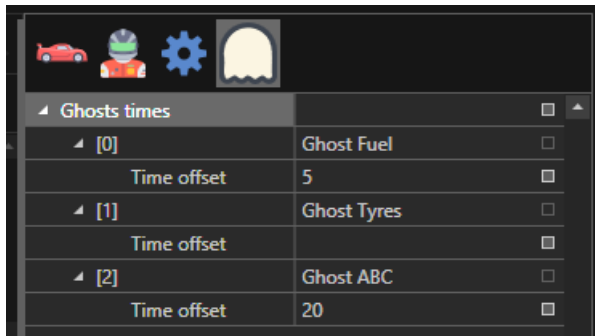 Ghosts times
[0] Ghost Fuel
Time offset 5
[1] Ghost Tyres
Time offset
[2] Ghost ABC
Time offset 20